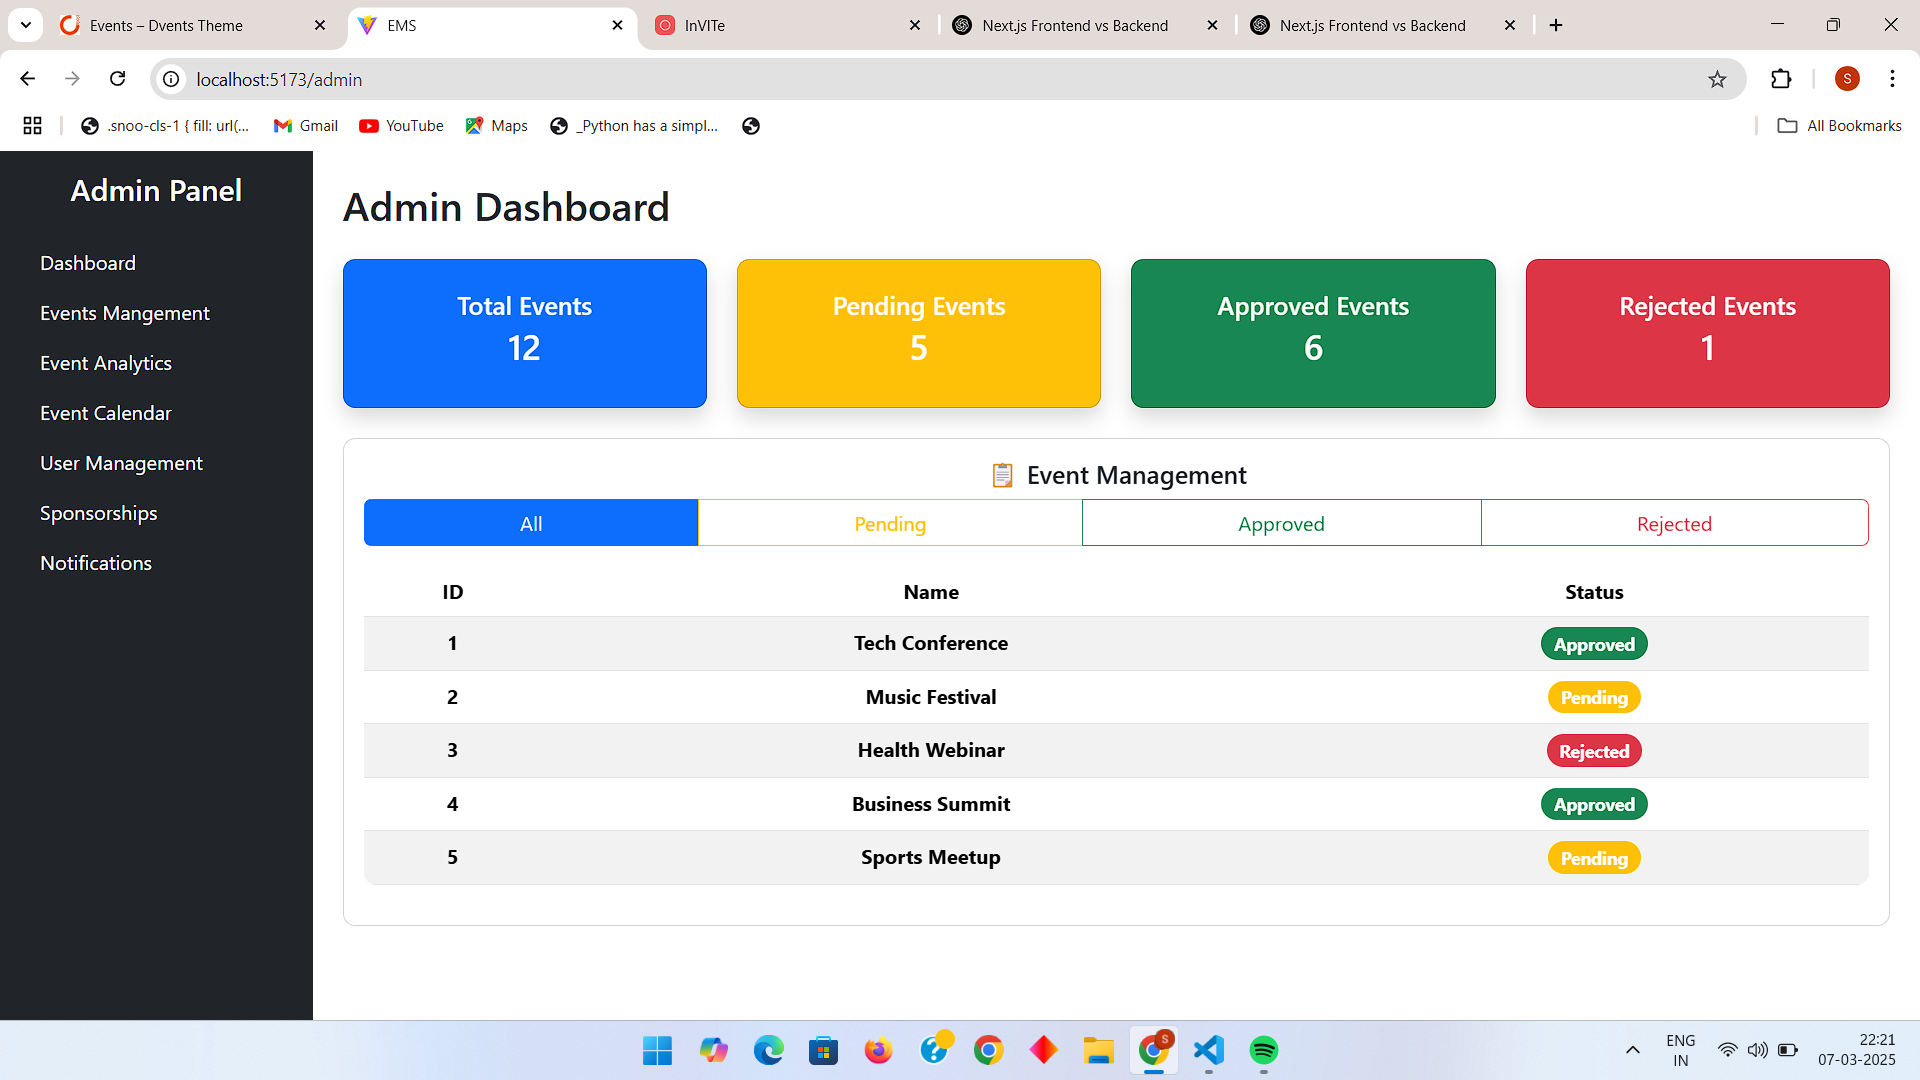 Events – Dvents Theme
EMS
InVITe
Next.js Frontend vs Backend
Next.js Frontend vs Backend
localhost:5173/admin
S
.snoo-cls-1 { fill: url(...
Gmail
YouTube
Maps
_Python has a simpl...
All Bookmarks
Admin Panel
Dashboard
Events Mangement
Event Analytics
Event Calendar
User Management
Sponsorships
Notifications
Admin Dashboard
Total Events
12
Pending Events
5
Approved Events
6
Rejected Events
1
Event Management
All Pending Approved Rejected
ID Name Status
1 Tech Conference Approved
2 Music Festival Pending
3 Health Webinar Rejected
4 Business Summit Approved
5 Sports Meetup Pending
S
ENG
IN
22:21
07-03-2025